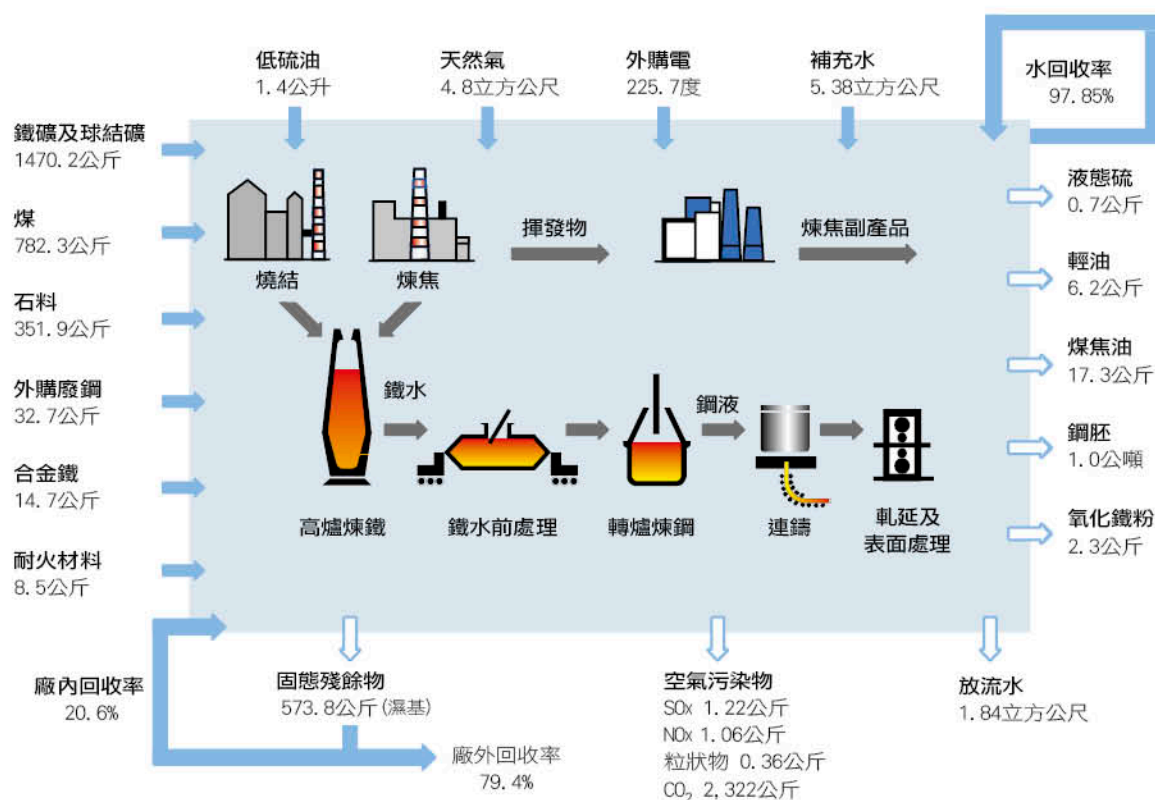 低硫油
1.4公升
天然氣
4.8立方公尺
外購電
225.7度
補充水
5.38立方公尺
水回收率
97.85%
鐵礦及球結礦
1470.2公斤
煤
782.3公斤
石料
351.9公斤
外購廢鋼
32.7公斤
合金鐵
14.7公斤
耐火材料
8.5公斤
燒結
煉焦
揮發物
煉焦副產品
鐵水
鋼液
高爐煉鐵
鐵水前處理
轉爐煉鋼
連鑄
軋延及
表面處理
液態硫
0.7公斤
輕油
6.2公斤
煤焦油
17.3公斤
鋼胚
1.0公噸
氧化鐵粉
2.3公斤
廠內回收率
20.6%
固態殘餘物
573.8公斤(濕基)
廠外回收率
79.4%
空氣污染物
SOx 1.22公斤
NOx 1.06公斤
粒狀物 0.36公斤
CO₂ 2,322公斤
放流水
1.84立方公尺